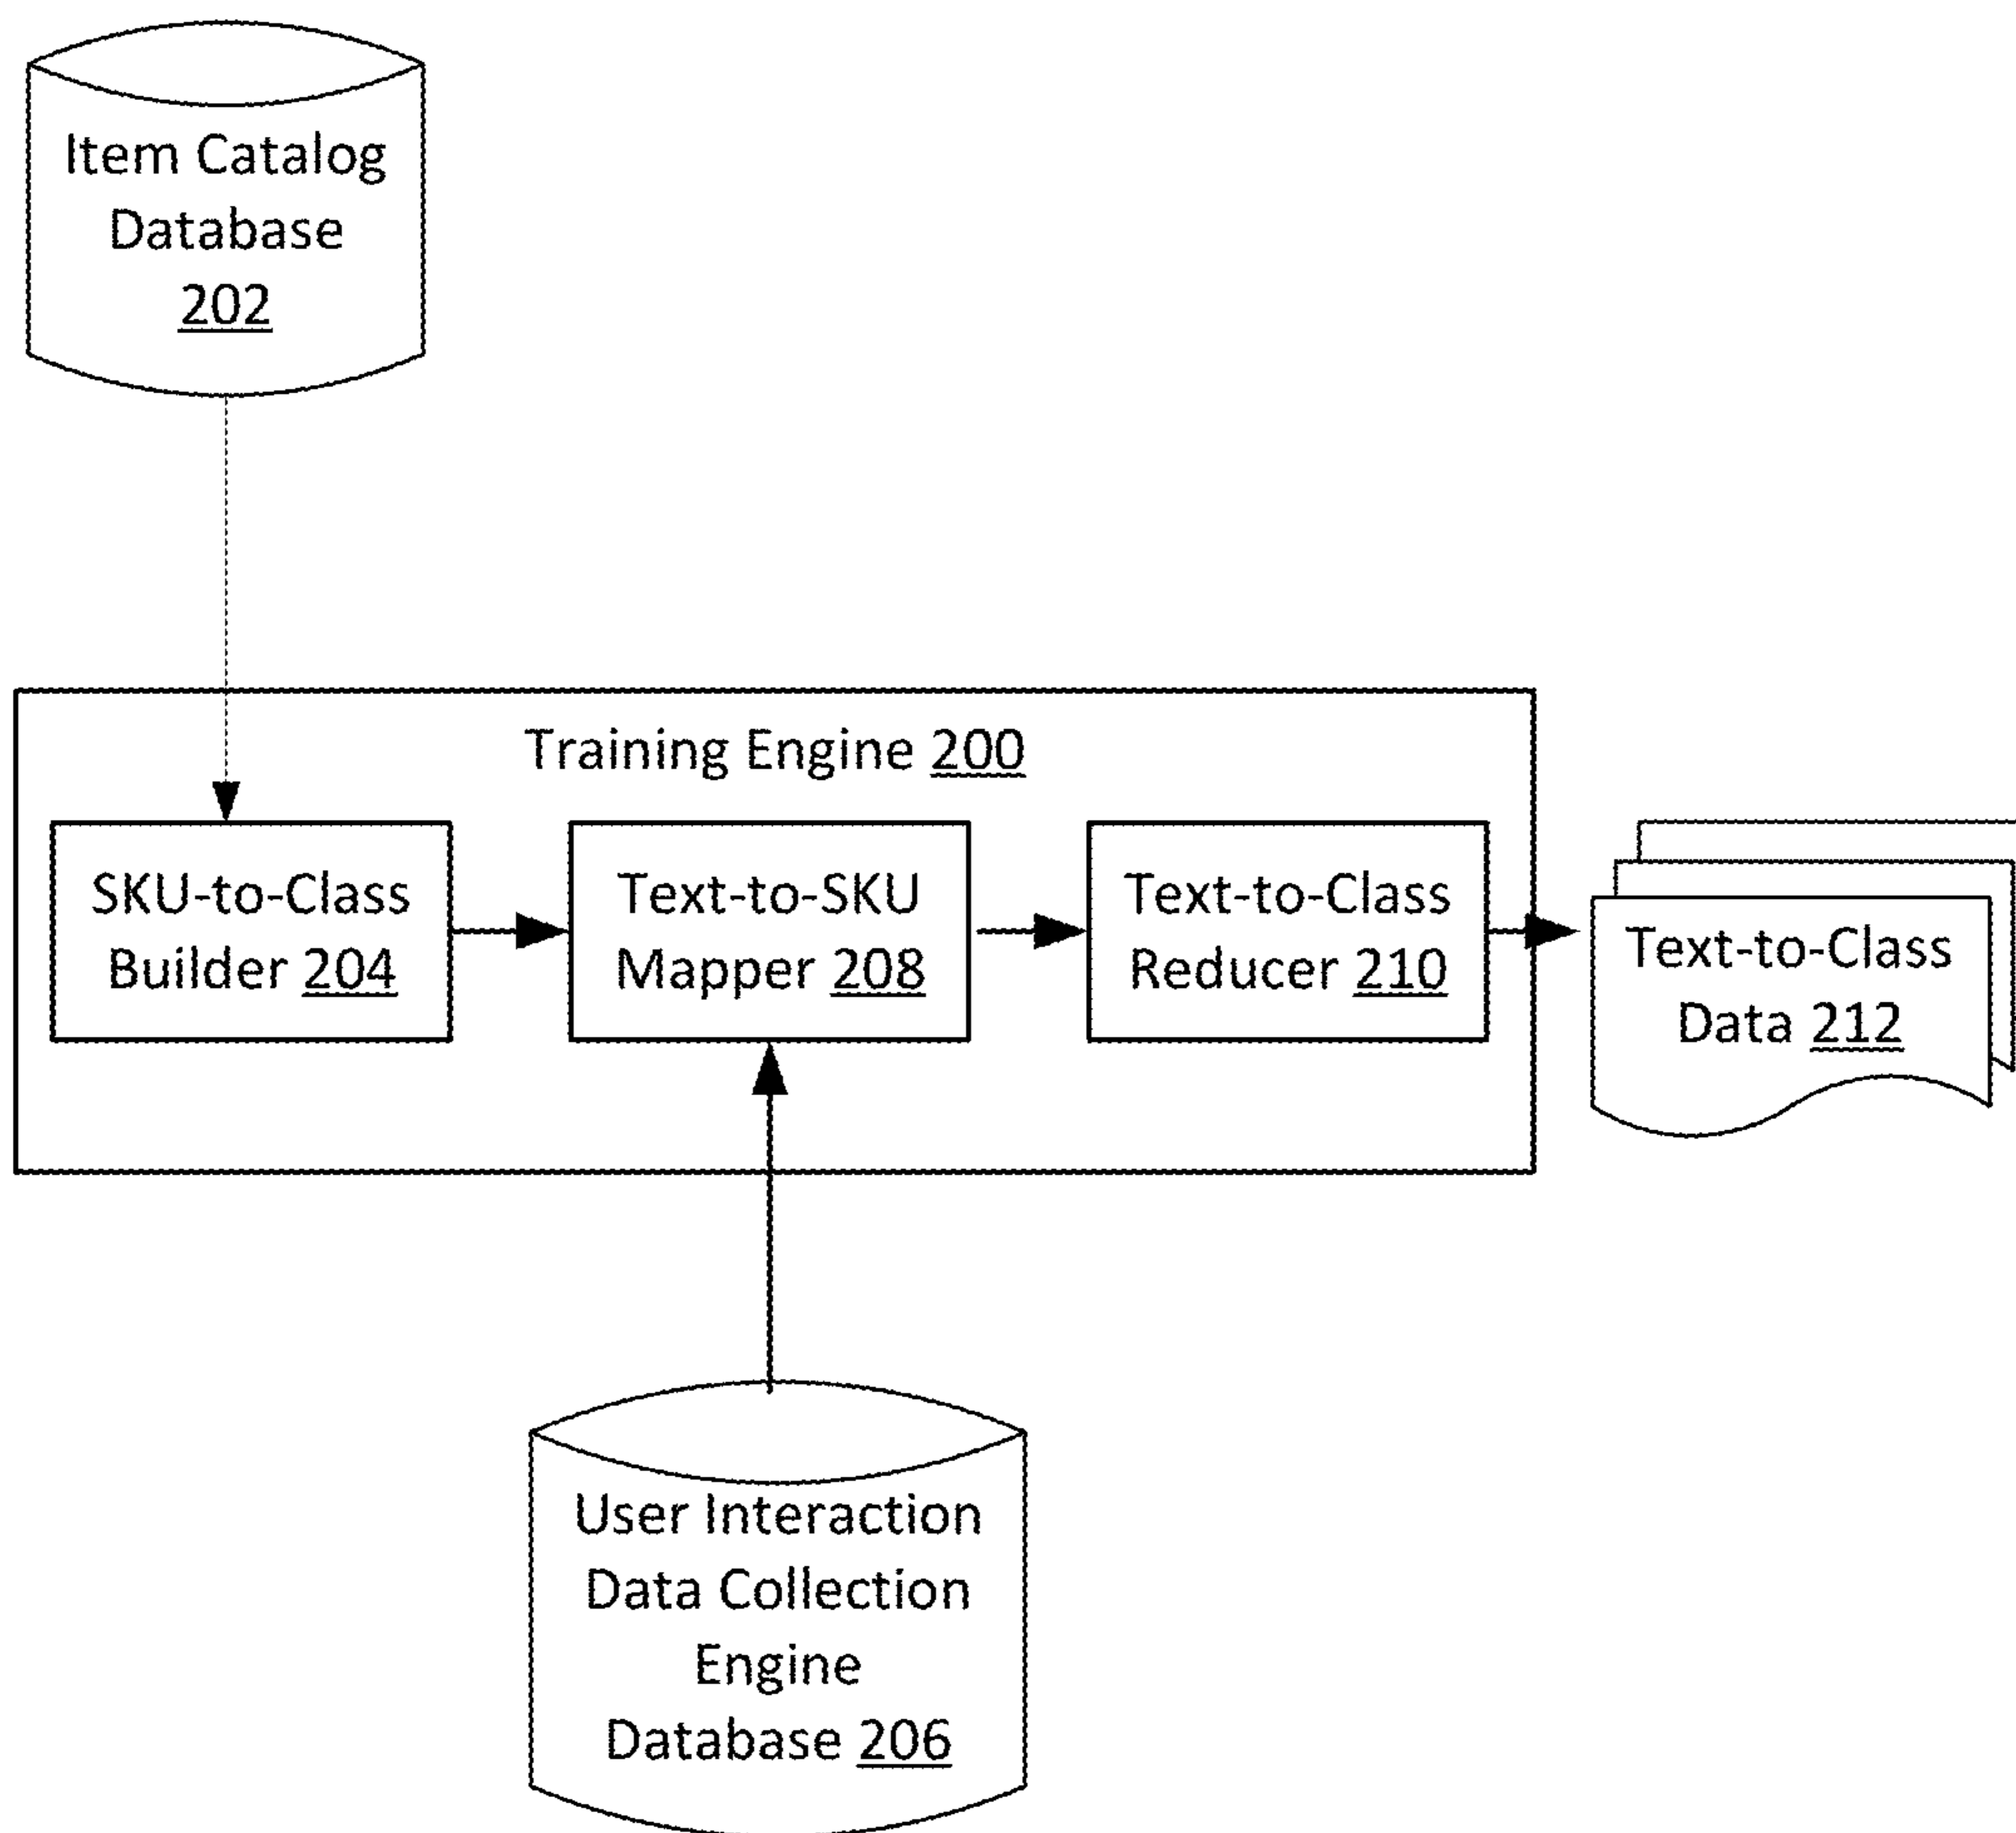 Item Catalog
Database
202
Training Engine 200
SKU-to-Class
Builder 204
Text-to-SKU
Mapper 208
Text-to-Class
Reducer 210
Text-to-Class
Data 212
User Interaction
Data Collection
Engine
Database 206